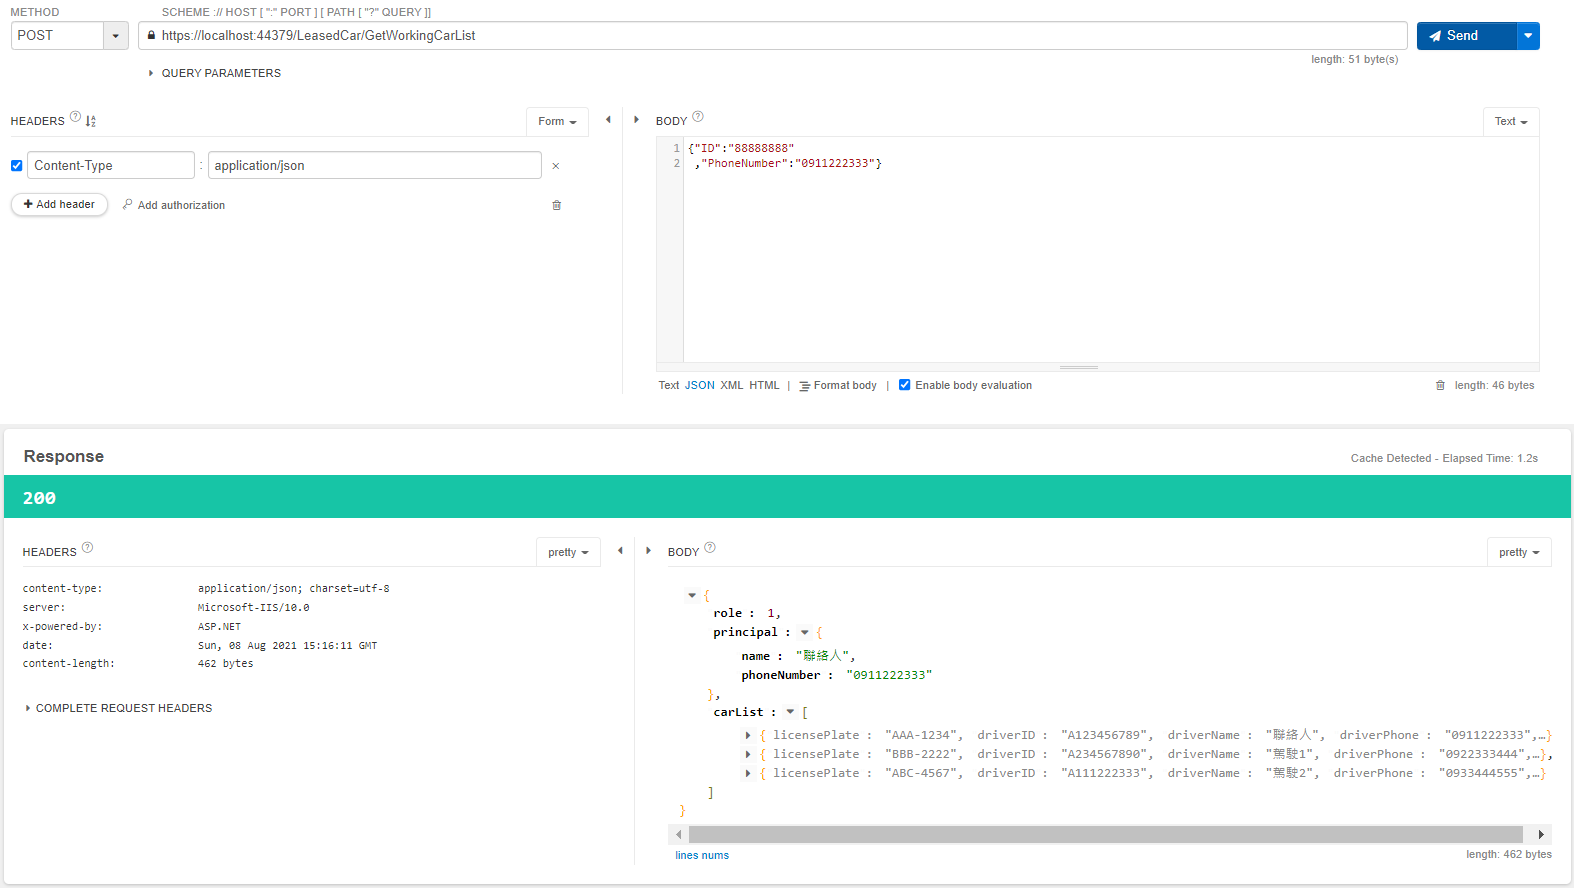 METHOD
SCHEME :// HOST [ ":" PORT ] [ PATH [ "?" QUERY ]]
POST
https://localhost:44379/LeasedCar/GetWorkingCarList
Send
length: 51 byte(s)
QUERY PARAMETERS
HEADERS ?
Form
BODY ?
Text
Content-Type : application/json ×
+ Add header
Add authorization
1 {"ID":"88888888"
2 ,"PhoneNumber":"0911222333"}
Text JSON XML HTML | Format body | Enable body evaluation
length: 46 bytes
Response
Cache Detected - Elapsed Time: 1.2s
200
HEADERS ?
pretty
BODY ?
pretty
content-type: application/json; charset=utf-8
server: Microsoft-IIS/10.0
x-powered-by: ASP.NET
date: Sun, 08 Aug 2021 15:16:11 GMT
content-length: 462 bytes
COMPLETE REQUEST HEADERS
{
role : 1,
principal : {
name : "聯絡人",
phoneNumber : "0911222333"
},
carList : [
{ licensePlate : "AAA-1234", driverID : "A123456789", driverName : "聯絡人", driverPhone : "0911222333",…}
{ licensePlate : "BBB-2222", driverID : "A234567890", driverName : "駕駛1", driverPhone : "0922333444",…},
{ licensePlate : "ABC-4567", driverID : "A111222333", driverName : "駕駛2", driverPhone : "0933444555",…}
]
}
lines nums
length: 462 bytes